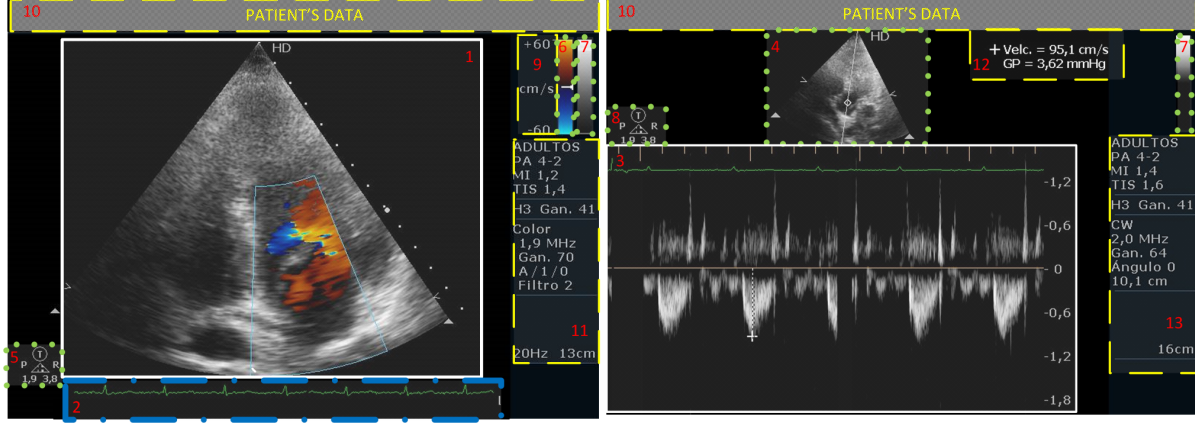 10 PATIENT'S DATA
HD
1
+60
6
7
9
cm/s
-60
ADULTOS
PA 4-2
MI 1,2
TIS 1,4
H3 Gan. 41
Color
1,9 MHz
Gan. 70
A/1/0
Filtro 2
11
20Hz 13cm
5
T
P R
1,9 3,8
2
10 PATIENT'S DATA
4
HD
+ Velc. = 95,1 cm/s
12
GP = 3,62 mmHg
7
8
T
P R
1,9 3,8
3
-1,2
-0,6
- 0
-0,6
-1,2
-1,8
ADULTOS
PA 4-2
MI 1,4
TIS 1,6
H3 Gan. 41
CW
2,0 MHz
Gan. 64
Ángulo 0
10,1 cm
13
16cm